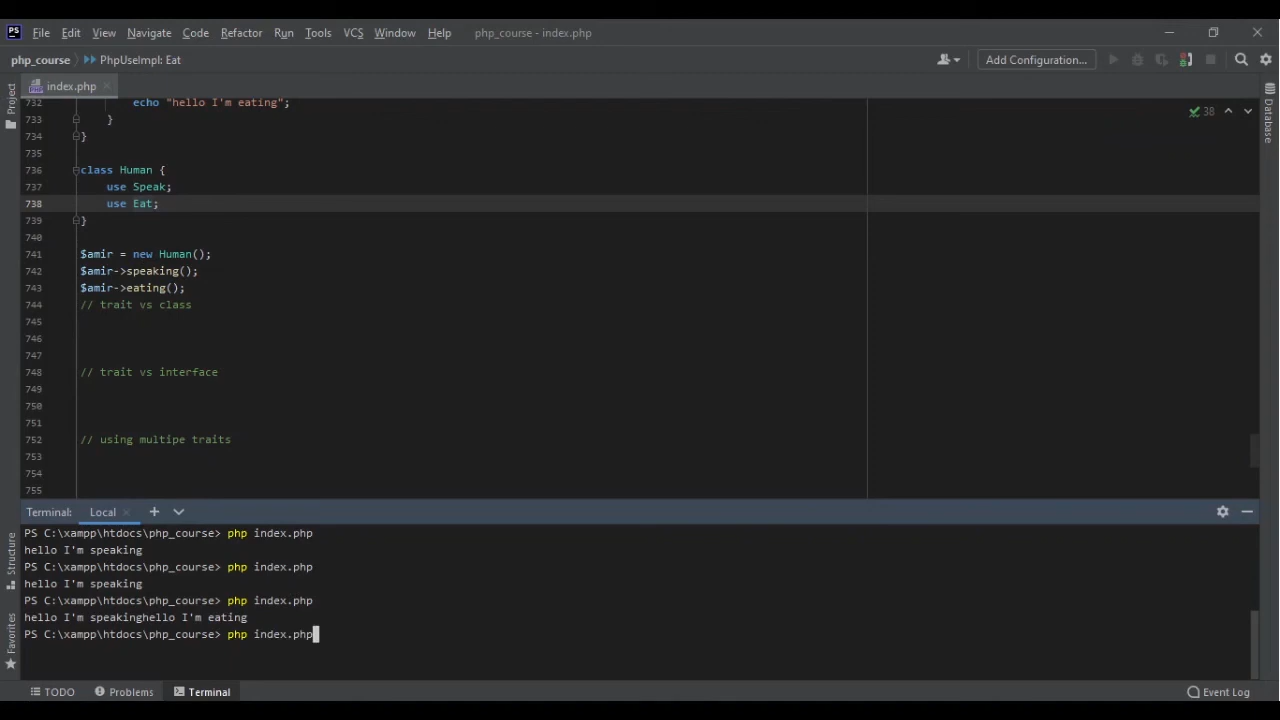 PS File Edit View Navigate Code Refactor Run Tools VCS Window Help php_course - index.php
php_course PhpUseImpl: Eat Add Configuration...
Project index.php Database
732 echo "hello I'm eating"; 38
733 }
734 }
735
736 class Human {
737 use Speak;
738 use Eat;
739 }
740
741 $amir = new Human();
742 $amir->speaking();
743 $amir->eating();
744 // trait vs class
745
746
747
748 // trait vs interface
749
750
751
752 // using multipe traits
753
754
755
Terminal: Local
PS C:\xampp\htdocs\php_course> php index.php
hello I'm speaking
PS C:\xampp\htdocs\php_course> php index.php
hello I'm speaking
PS C:\xampp\htdocs\php_course> php index.php
hello I'm speakinghello I'm eating
PS C:\xampp\htdocs\php_course> php index.php
Structure
Favorites
TODO Problems Terminal Event Log